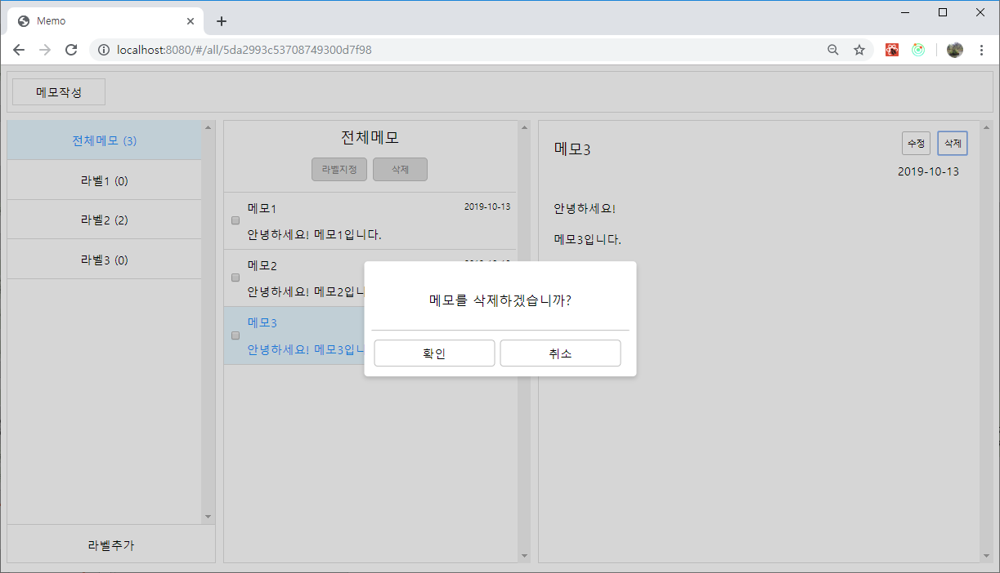 Memo
localhost:8080/#/all/5da2993c53708749300d7f98
메모작성
전체메모 (3)
라벨1 (0)
라벨2 (2)
라벨3 (0)
라벨추가
전체메모
라벨지정 삭제
메모1 2019-10-13
안녕하세요! 메모1입니다.
메모2
안녕하세요! 메모2입니
메모3
안녕하세요! 메모3입니
메모3
수정 삭제
2019-10-13
안녕하세요!
메모3입니다.
메모를 삭제하겠습니까?
확인 취소